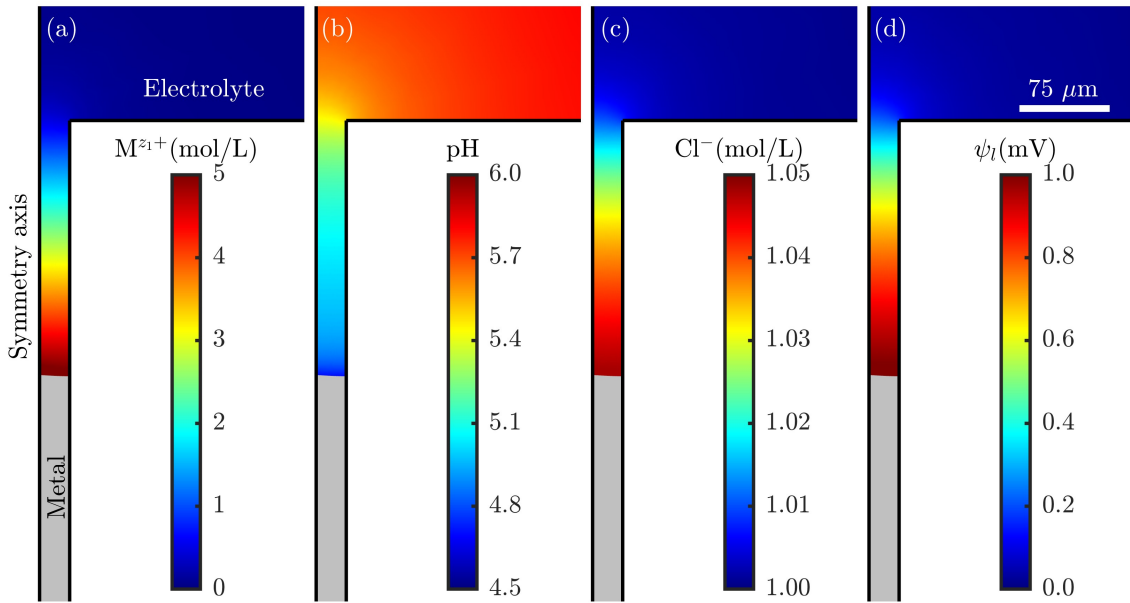 (a)
Electrolyte
M^{z_1+}(mol/L)
5
4
3
2
1
0
Symmetry axis
Metal
(b)
pH
6.0
5.7
5.4
5.1
4.8
4.5
(c)
Cl^−(mol/L)
1.05
1.04
1.03
1.02
1.01
1.00
(d)
75 μm
ψ_l(mV)
1.0
0.8
0.6
0.4
0.2
0.0